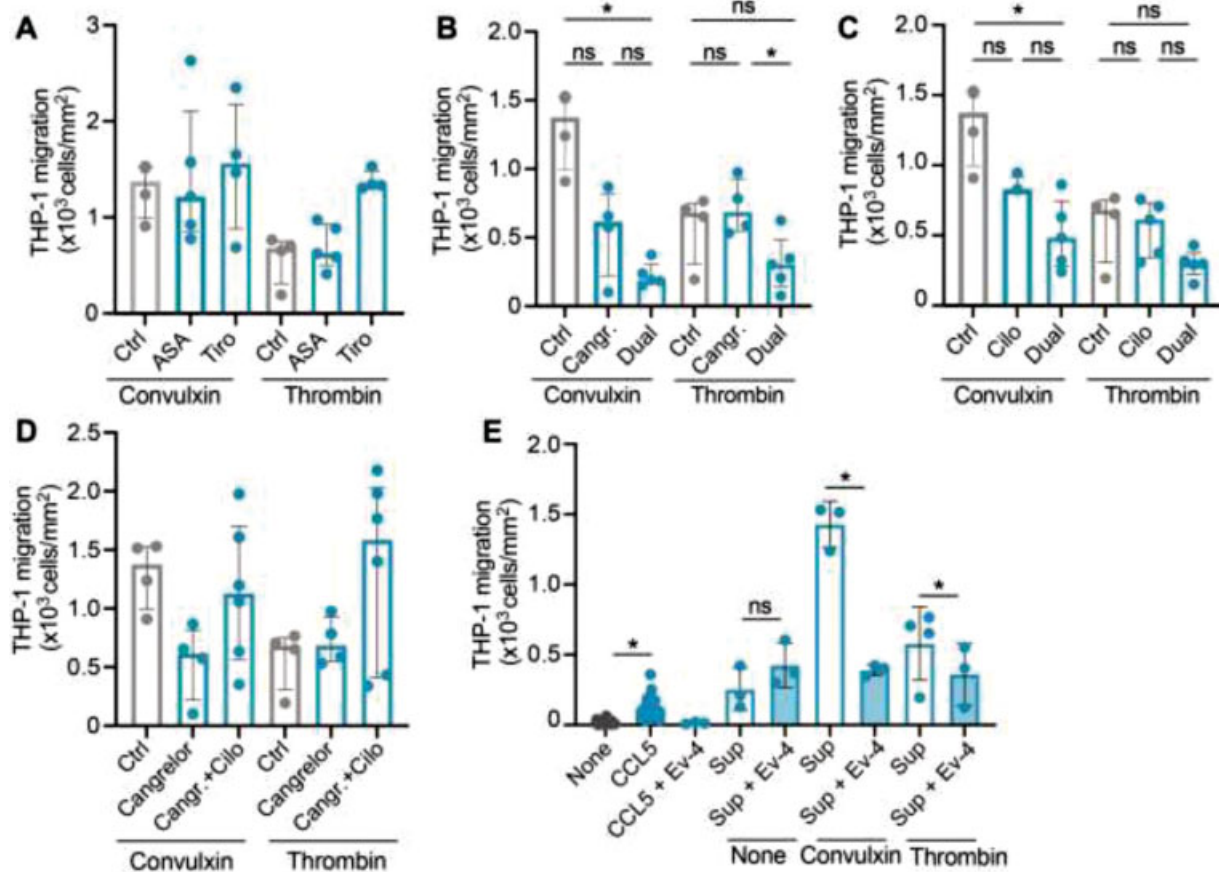 A
THP-1 migration
(x10³cells/mm²)
3
2
1
0
Ctrl
ASA
Tiro
Ctrl
ASA
Tiro
Convulxin
Thrombin
B
THP-1 migration
(x10³cells/mm²)
2.0
1.5
1.0
0.5
0
*
ns
ns
ns
ns
*
Ctrl
Cangr.
Dual
Ctrl
Cangr.
Dual
Convulxin
Thrombin
C
THP-1 migration
(x10³cells/mm²)
2.0
1.5
1.0
0.5
0
*
ns
ns
ns
ns
ns
Ctrl
Cilo
Dual
Ctrl
Cilo
Dual
Convulxin
Thrombin
D
THP-1 migration
(x10³cells/mm²)
2.5
2.0
1.5
1.0
0.5
0
Ctrl
Cangrelor
Cangr.+Cilo
Ctrl
Cangrelor
Cangr.+Cilo
Convulxin
Thrombin
E
THP-1 migration
(x10³cells/mm²)
2.0
1.5
1.0
0.5
0
*
ns
*
*
None
CCL5
CCL5 + Ev-4
Sup
Sup + Ev-4
Sup
Sup + Ev-4
Sup
Sup + Ev-4
None
Convulxin
Thrombin